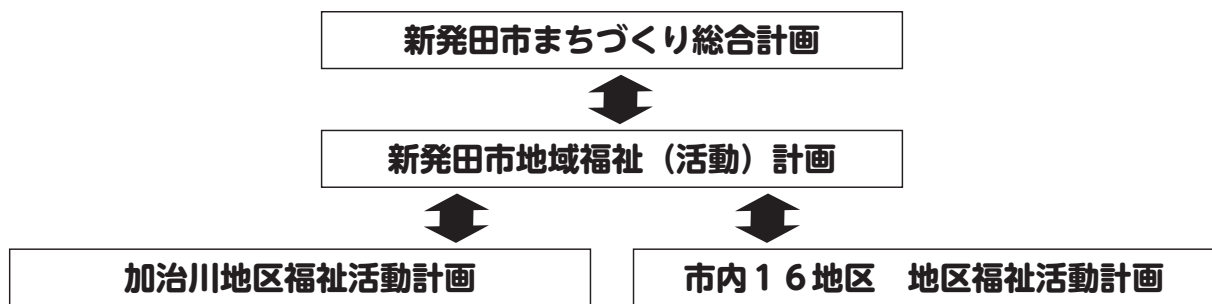 新発田市まちづくり総合計画
新発田市地域福祉（活動）計画
加治川地区福祉活動計画
市内１６地区　地区福祉活動計画